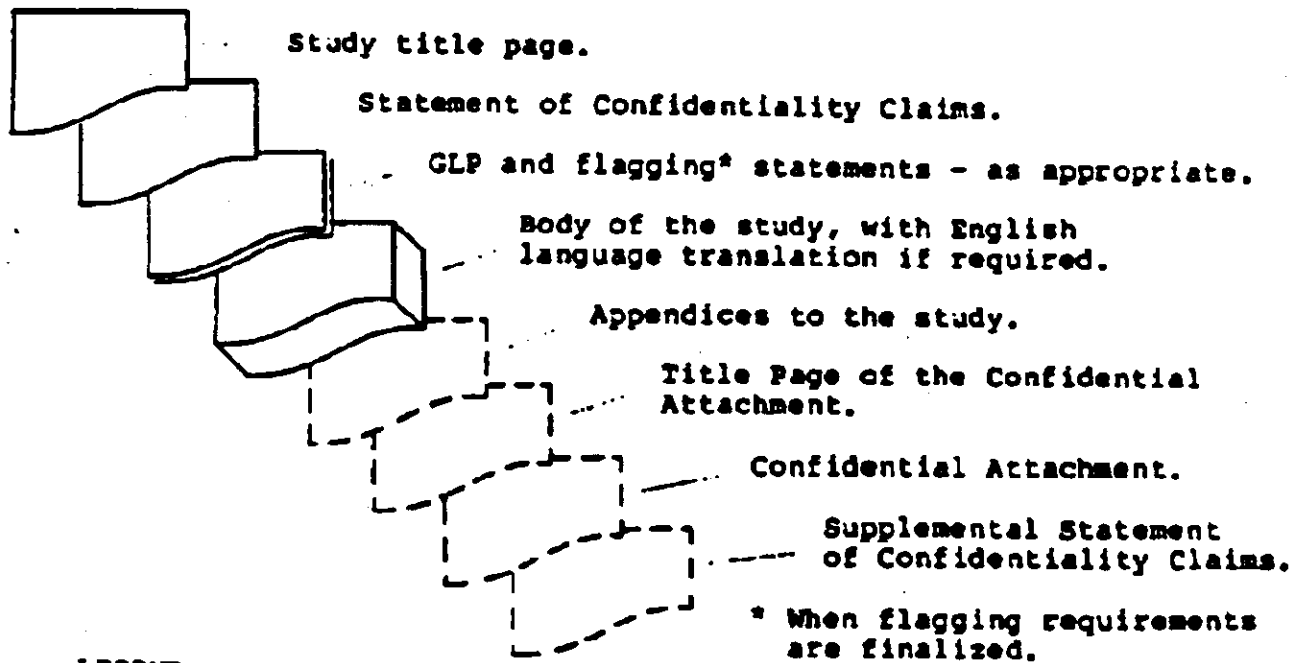 Study title page.
Statement of Confidentiality Claims.
GLP and flagging* statements - as appropriate.
Body of the study, with English
language translation if required.
Appendices to the study.
Title Page of the Confidential
Attachment.
Confidential Attachment.
Supplemental Statement
of Confidentiality Claims.
* When flagging requirements
are finalized.